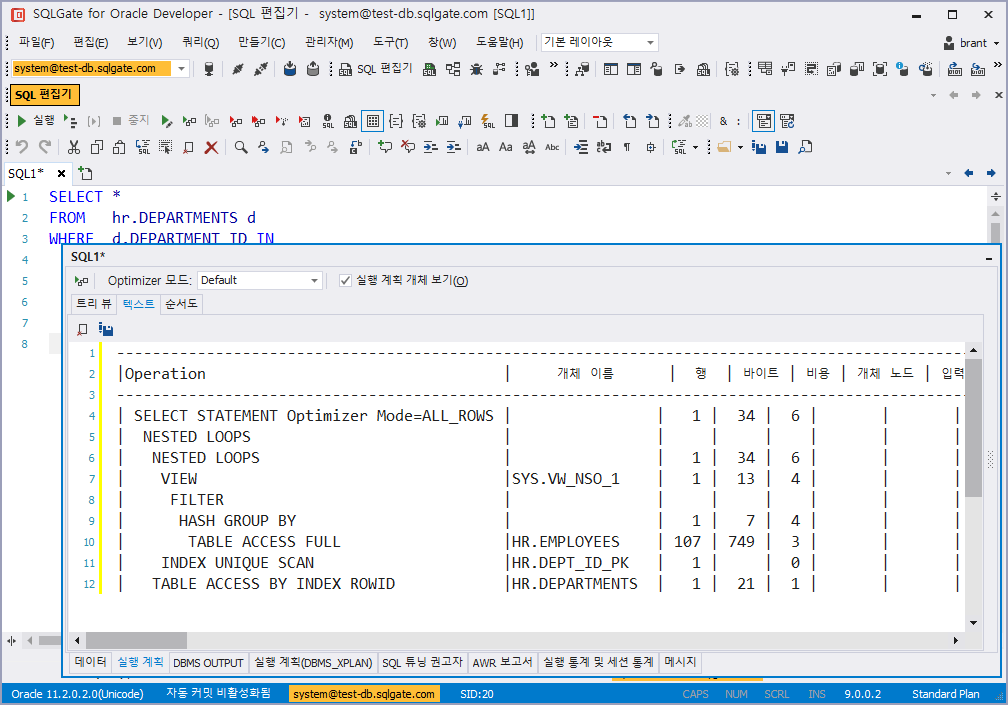 SQLGate for Oracle Developer - [SQL 편집기 - system@test-db.sqlgate.com [SQL1]]
파일(F) 편집(E) 보기(V) 쿼리(Q) 만들기(C) 관리자(M) 도구(T) 창(W) 도움말(H) 기본 레이아웃 brant
system@test-db.sqlgate.com SQL 편집기
SQL 편집기
실행 중지
SQL1*
1 SELECT *
2 FROM hr.DEPARTMENTS d
3 WHERE d.DEPARTMENT_ID IN
4
5
6
7
8
SQL1*
Optimizer 모드: Default 실행 계획 개체 보기(O)
트리 뷰 텍스트 순서도
1 ------------------------------------------------
2 |Operation | 개체 이름 | 행 | 바이트 | 비용 | 개체 노드 | 입력
3 ------------------------------------------------
4 | SELECT STATEMENT Optimizer Mode=ALL_ROWS | | 1 | 34 | 6 | | |
5 | NESTED LOOPS | | | | | | |
6 | NESTED LOOPS | | 1 | 34 | 6 | | |
7 | VIEW |SYS.VW_NSO_1 | 1 | 13 | 4 | | |
8 | FILTER | | | | | | |
9 | HASH GROUP BY | | 1 | 7 | 4 | | |
10 | TABLE ACCESS FULL |HR.EMPLOYEES | 107 | 749 | 3 | | |
11 | INDEX UNIQUE SCAN |HR.DEPT_ID_PK | 1 | | 0 | | |
12 | TABLE ACCESS BY INDEX ROWID |HR.DEPARTMENTS | 1 | 21 | 1 | | |
데이터 실행 계획 DBMS OUTPUT 실행 계획(DBMS_XPLAN) SQL 튜닝 권고자 AWR 보고서 실행 통계 및 세션 통계 메시지
Oracle 11.2.0.2.0(Unicode) 자동 커밋 비활성화됨 system@test-db.sqlgate.com SID:20 CAPS NUM SCRL INS 9.0.0.2 Standard Plan